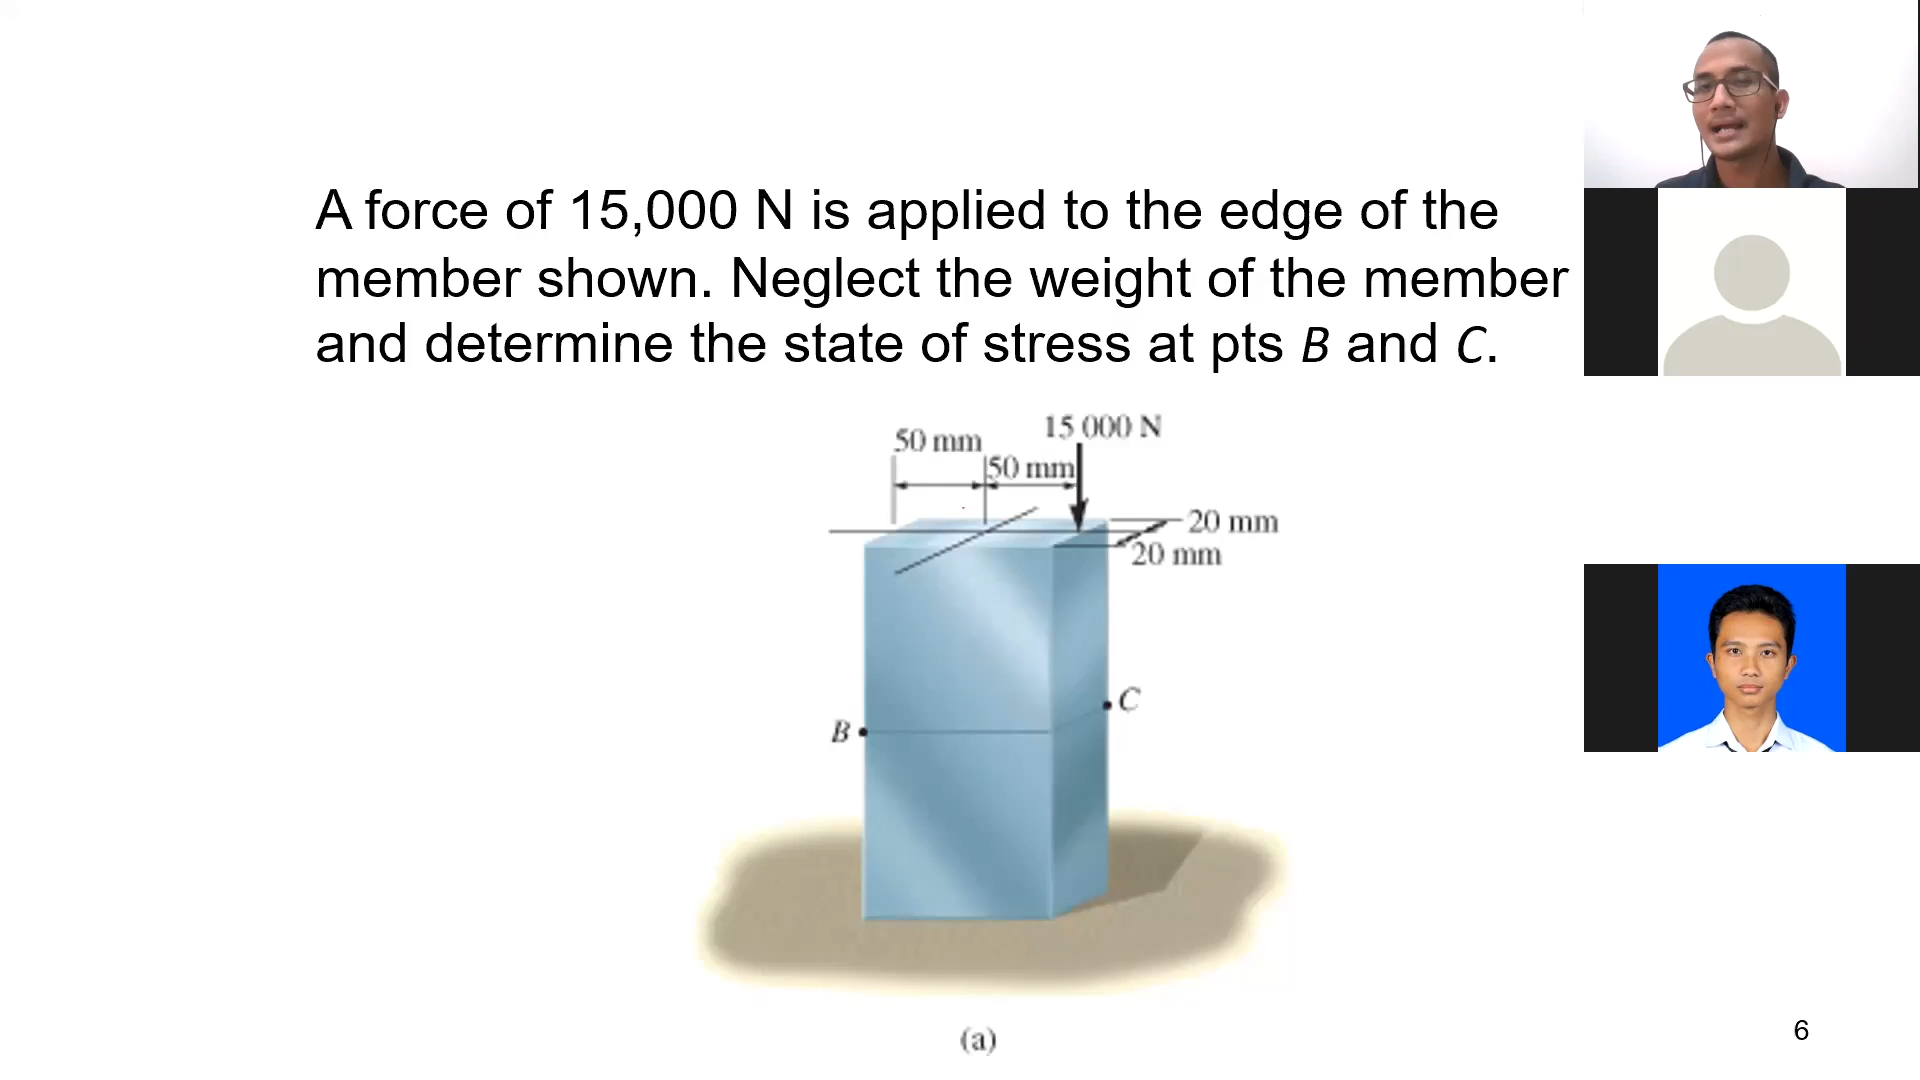 A force of 15,000 N is applied to the edge of the
member shown. Neglect the weight of the member
and determine the state of stress at pts B and C.
15 000 N
50 mm
50 mm
20 mm
20 mm
C
B
(a)
6